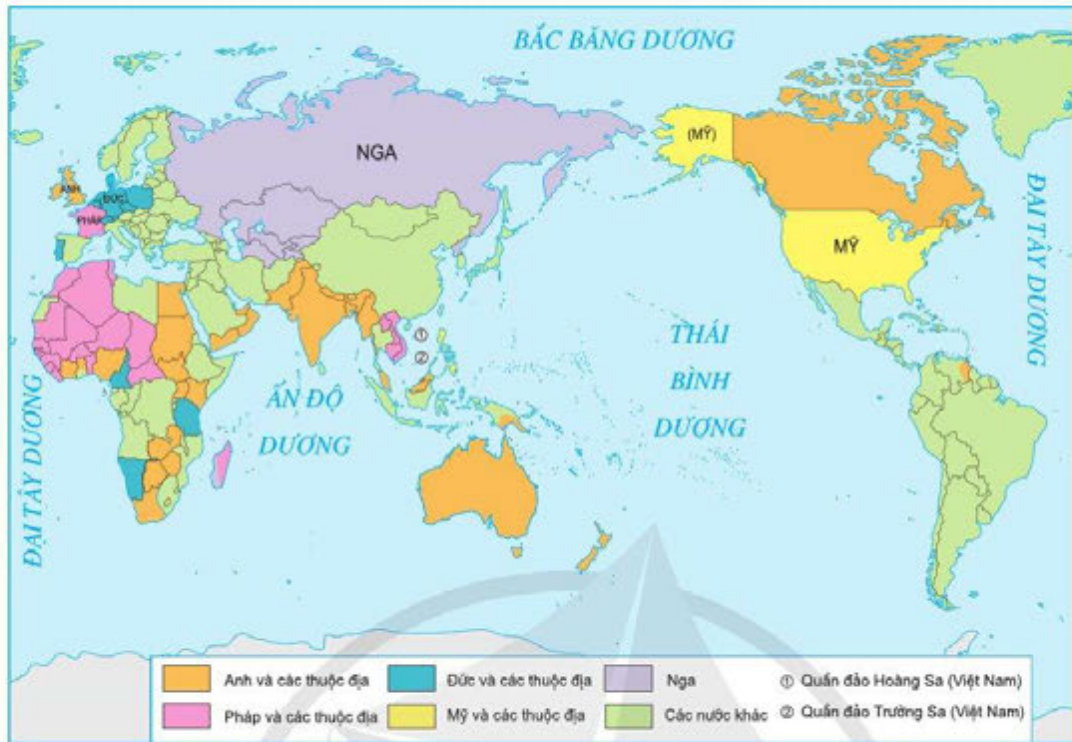 BẮC BĂNG DƯƠNG
NGA
(MỸ)
ANH
ĐỨC
PHÁP
MỸ
ĐẠI TÂY DƯƠNG
①
②
THÁI
BÌNH
DƯƠNG
ẤN ĐỘ
DƯƠNG
ĐẠI TÂY DƯƠNG
Anh và các thuộc địa
Đức và các thuộc địa
Nga
① Quần đảo Hoàng Sa (Việt Nam)
Pháp và các thuộc địa
Mỹ và các thuộc địa
Các nước khác
② Quần đảo Trường Sa (Việt Nam)